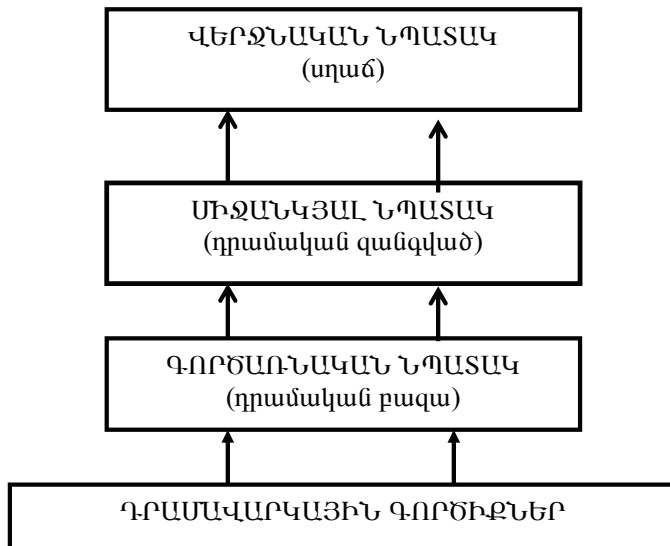 ՎԵՐՋՆԱԿԱՆ ՆՊԱՏԱԿ
(սղաճ)
ՄԻՋԱՆԿՅԱԼ ՆՊԱՏԱԿ
(դրամական զանգված)
ԳՈՐԾԱՌՆԱԿԱՆ ՆՊԱՏԱԿ
(դրամական բազա)
ԴՐԱՄԱՎԱՐԿԱՅԻՆ ԳՈՐԾԻՔՆԵՐ